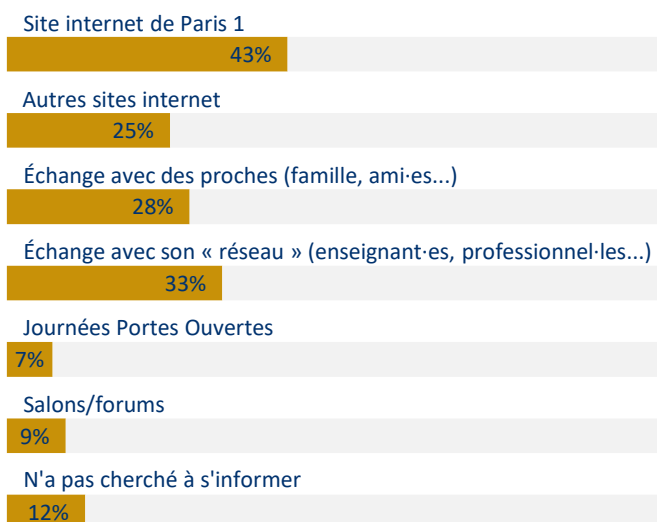 Site internet de Paris 1
43%
Autres sites internet
25%
Échange avec des proches (famille, ami·es...)
28%
Échange avec son « réseau » (enseignant·es, professionnel·les...)
33%
Journées Portes Ouvertes
7%
Salons/forums
9%
N'a pas cherché à s'informer
12%